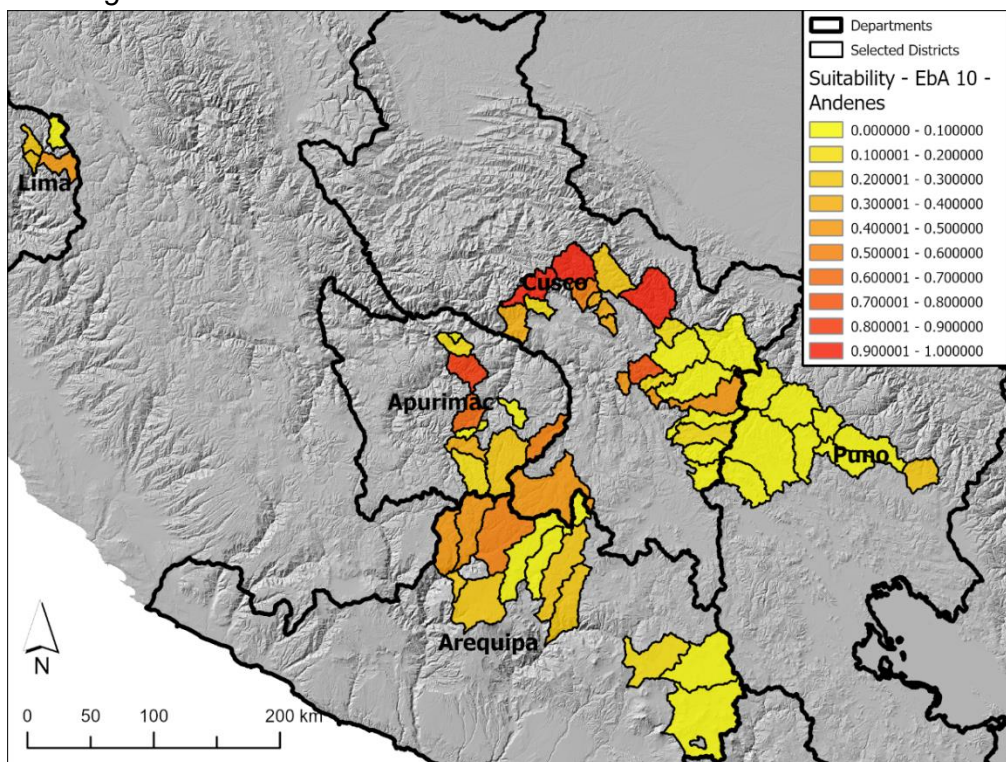 Departments
Selected Districts
Suitability - EbA 10 -
Andenes
0.000000 - 0.100000
0.100001 - 0.200000
0.200001 - 0.300000
0.300001 - 0.400000
0.400001 - 0.500000
0.500001 - 0.600000
0.600001 - 0.700000
0.700001 - 0.800000
0.800001 - 0.900000
0.900001 - 1.000000
Lima
Cusco
Apurimac
Puno
Arequipa
N
0 50 100 200 km